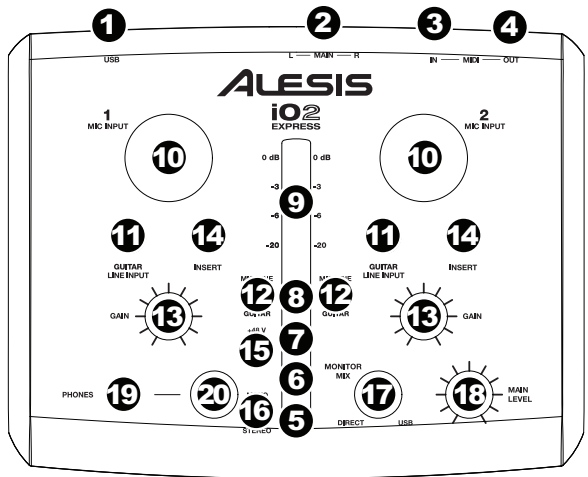 1 2 3 4
USB L MAIN R IN MIDI OUT
ALESIS
iO2
EXPRESS
1
MIC INPUT
2
MIC INPUT
10 10
0 dB 0 dB
-3 -3
9
-6 -6
-20 -20
11 14 11 14
GUITAR
LINE INPUT
INSERT
GUITAR
LINE INPUT
INSERT
12 8 12
GUITAR GUITAR
GAIN 13 13 GAIN
+48 V
7
15
MONITOR
MIX
6
PHONES 19 20 17 18 MAIN
LEVEL
16 5
STEREO
DIRECT USB